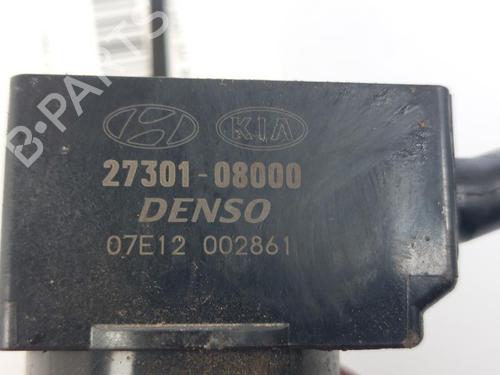 KIA
27301-08000
DENSO
07E12 002861
B-PARTS